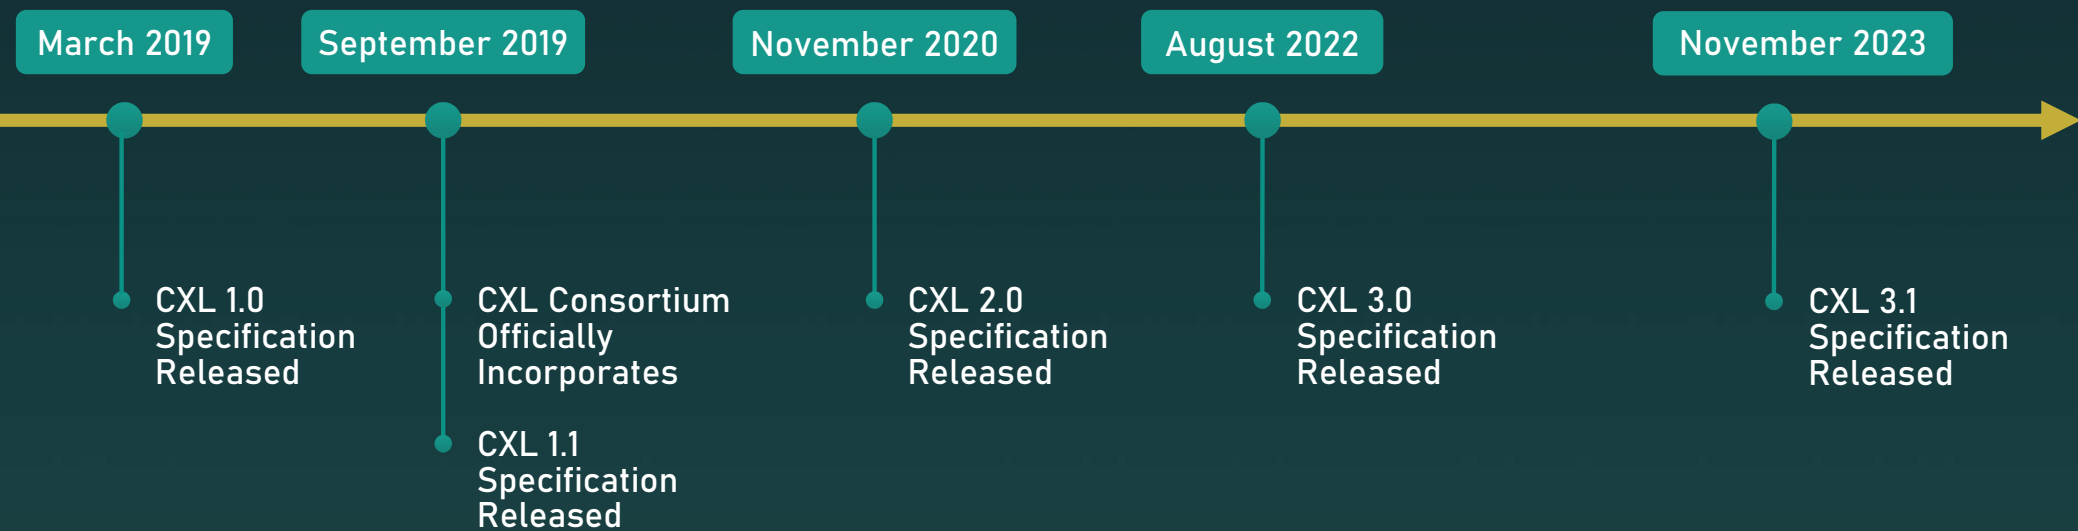 March 2019
September 2019
November 2020
August 2022
November 2023
CXL 1.0
Specification
Released
CXL Consortium
Officially
Incorporates
CXL 1.1
Specification
Released
CXL 2.0
Specification
Released
CXL 3.0
Specification
Released
CXL 3.1
Specification
Released